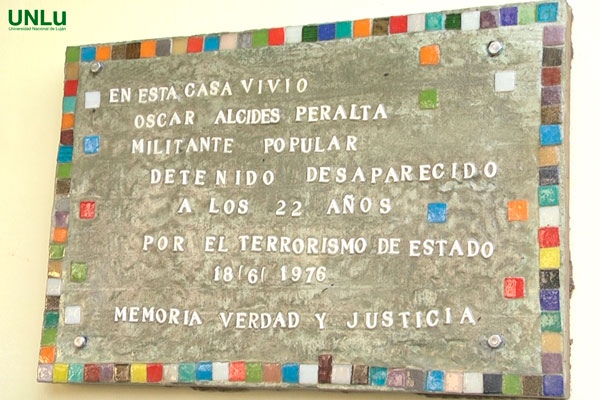 UNLu
Universidad Nacional de Luján
EN ESTA CASA VIVIO
OSCAR ALCIDES PERALTA
MILITANTE POPULAR
DETENIDO DESAPARECIDO
A LOS 22 AÑOS
POR EL TERRORISMO DE ESTADO
18/6/1976
MEMORIA VERDAD Y JUSTICIA